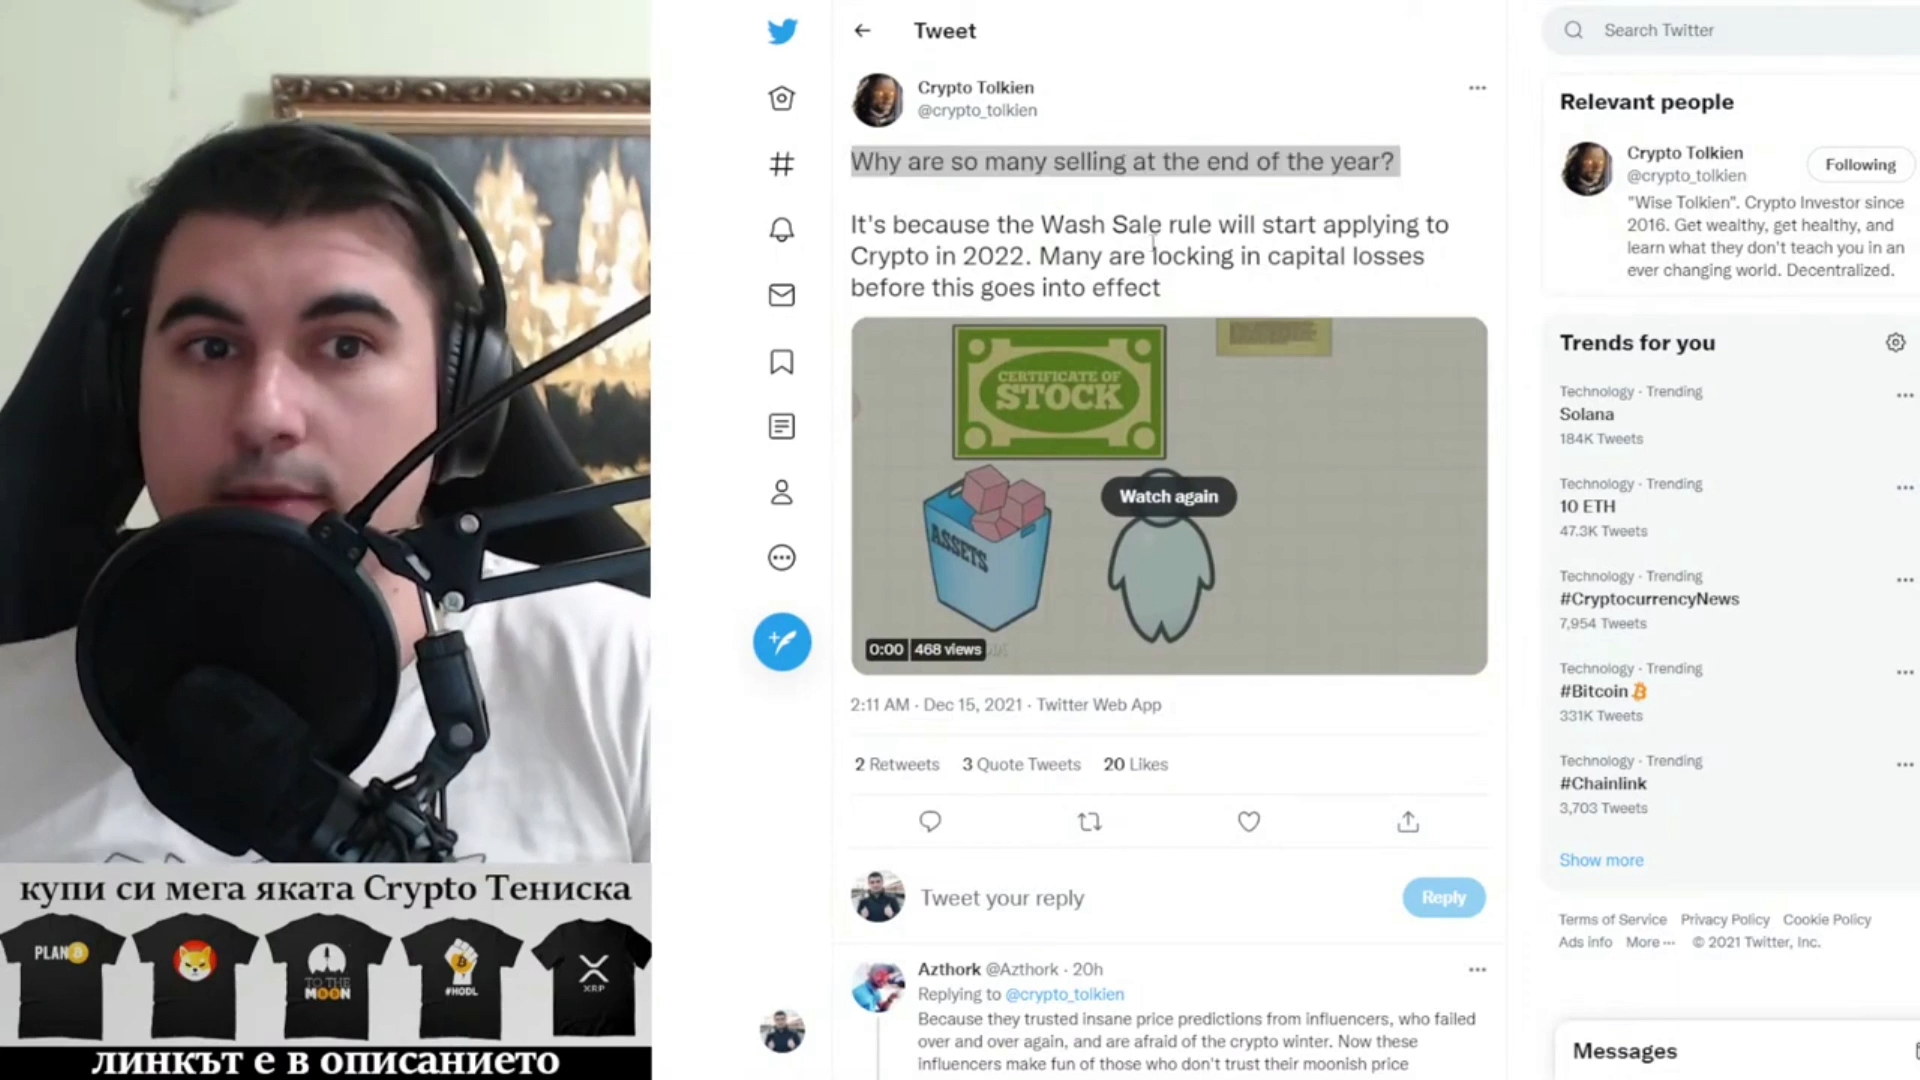 Tweet
Search Twitter
Crypto Tolkien
@crypto_tolkien
Why are so many selling at the end of the year?
It's because the Wash Sale rule will start applying to
Crypto in 2022. Many are locking in capital losses
before this goes into effect
CERTIFICATE OF
STOCK
ASSETS
Watch again
0:00
468 views
2:11 AM · Dec 15, 2021 · Twitter Web App
2 Retweets 3 Quote Tweets 20 Likes
Tweet your reply
Reply
Azthork @Azthork · 20h
Replying to @crypto_tolkien
Because they trusted insane price predictions from influencers, who failed
over and over again, and are afraid of the crypto winter. Now these
influencers make fun of those who don't trust their moonish price
Relevant people
Crypto Tolkien
@crypto_tolkien
Following
"Wise Tolkien". Crypto Investor since
2016. Get wealthy, get healthy, and
learn what they don't teach you in an
ever changing world. Decentralized.
Trends for you
Technology · Trending
Solana
184K Tweets
Technology · Trending
10 ETH
47.3K Tweets
Technology · Trending
#CryptocurrencyNews
7,954 Tweets
Technology · Trending
#Bitcoin
331K Tweets
Technology · Trending
#Chainlink
3,703 Tweets
Show more
Terms of Service Privacy Policy Cookie Policy
Ads info More ··· © 2021 Twitter, Inc.
Messages
купи си мега яката Crypto Тениска
PLAN B
TO THE
MOON
#HODL
XRP
линкът е в описанието